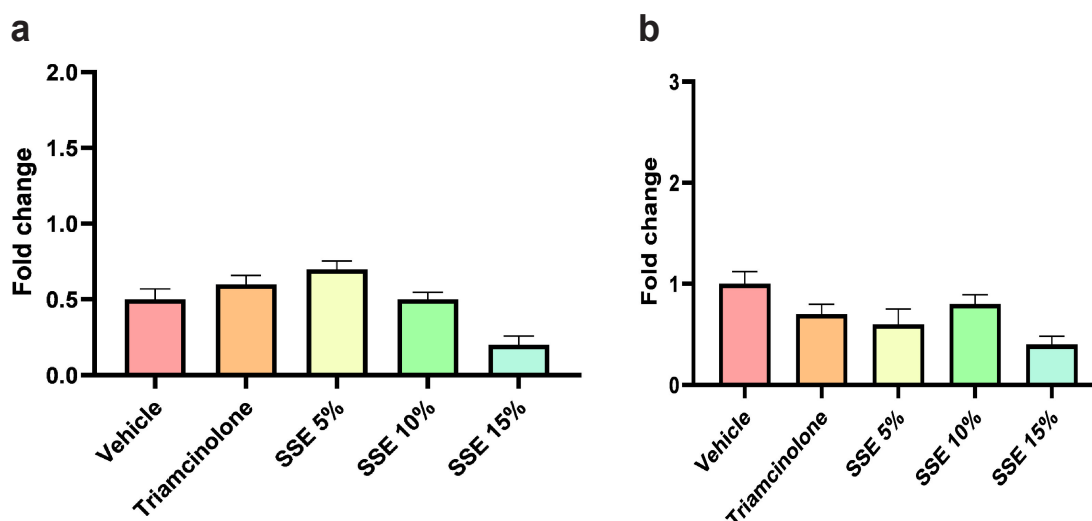 a
Fold change
2.0
1.5
1.0
0.5
0.0
Vehicle
Triamcinolone
SSE 5%
SSE 10%
SSE 15%
b
Fold change
3
2
1
0
Vehicle
Triamcinolone
SSE 5%
SSE 10%
SSE 15%